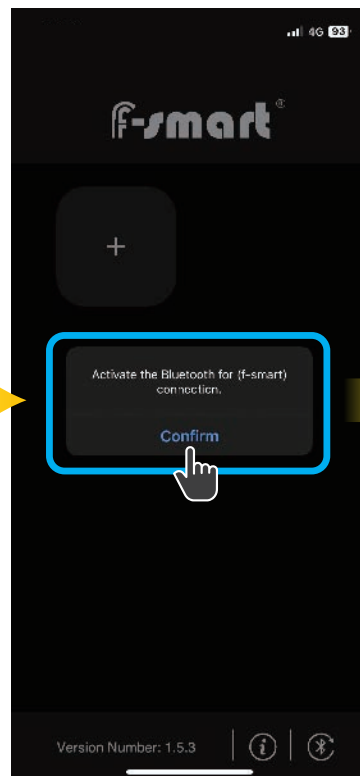 4G 93
f-smart®
+
Activate the Bluetooth for (f-smart)
connection.
Confirm
Version Number: 1.5.3
i